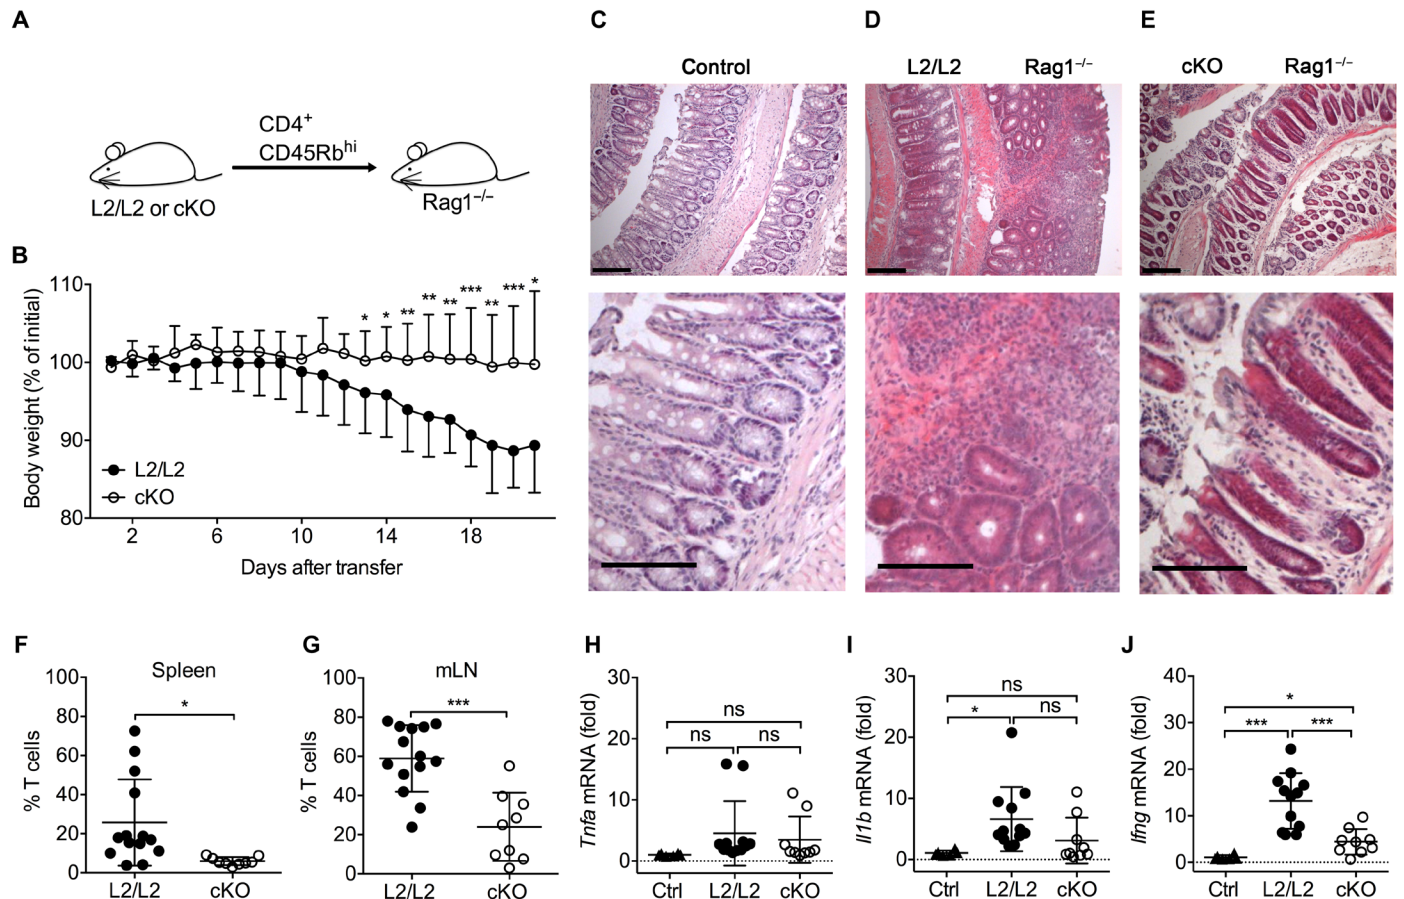 A
CD4+
CD45Rbhi
L2/L2 or cKO
Rag1–/–
B
Body weight (% of initial)
110
100
90
80
* * ** ** ** *** ** *** *
L2/L2
cKO
2 6 10 14 18
Days after transfer
C
Control
D
L2/L2 Rag1–/–
E
cKO Rag1–/–
F
Spleen
% T cells
100
80
60
40
20
0
*
L2/L2 cKO
G
mLN
% T cells
100
80
60
40
20
0
***
L2/L2 cKO
H
Tnfa mRNA (fold)
30
20
10
0
ns
ns ns
Ctrl L2/L2 cKO
I
Il1b mRNA (fold)
30
20
10
0
ns
* ns
Ctrl L2/L2 cKO
J
Ifng mRNA (fold)
40
30
20
10
0
*
*** ***
Ctrl L2/L2 cKO